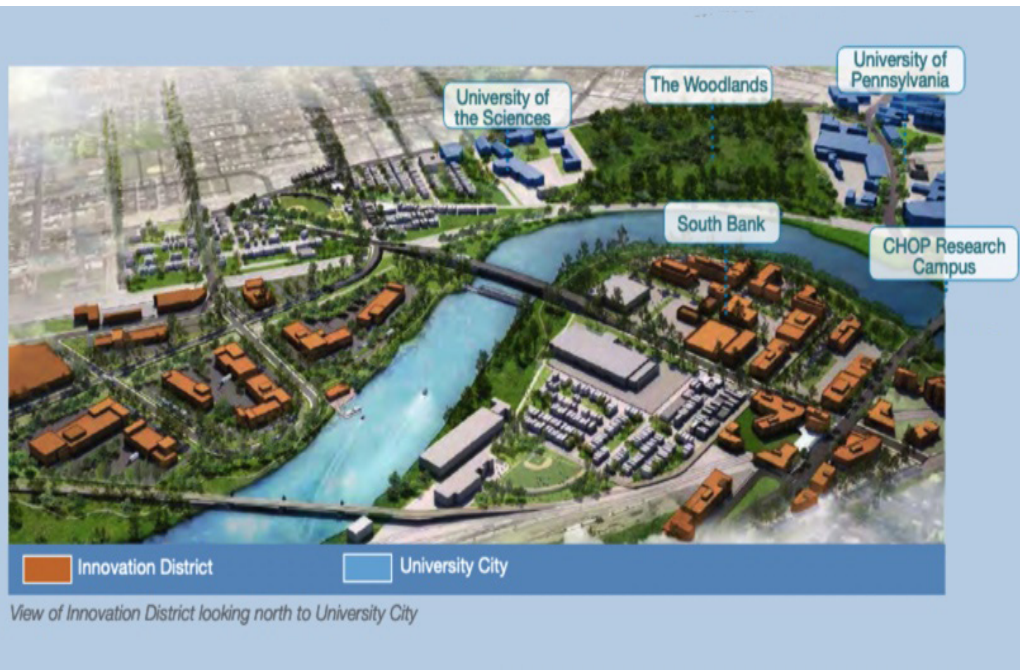 University of
Pennsylvania
The Woodlands
University of
the Sciences
South Bank
CHOP Research
Campus
Innovation District
University City
View of Innovation District looking north to University City